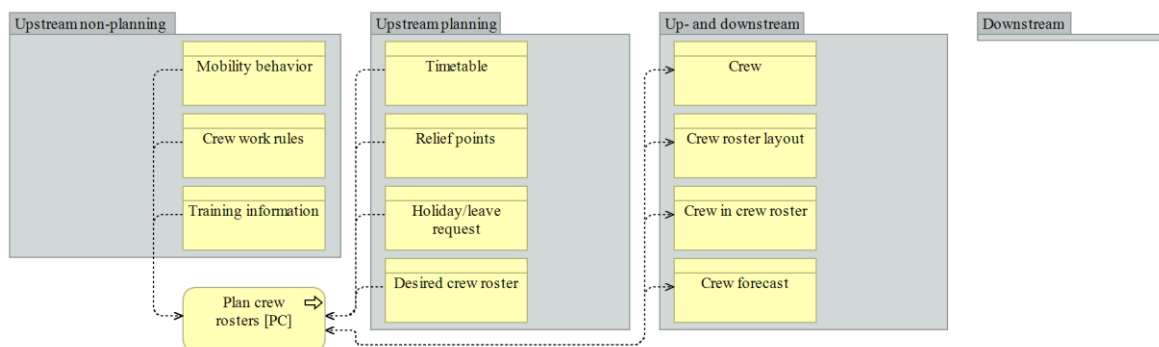 Upstream non-planning
Upstream planning
Up- and downstream
Downstream
Mobility behavior
Timetable
Crew
Crew work rules
Relief points
Crew roster layout
Training information
Holiday/leave
request
Crew in crew roster
Desired crew roster
Crew forecast
Plan crew
rosters [PC]